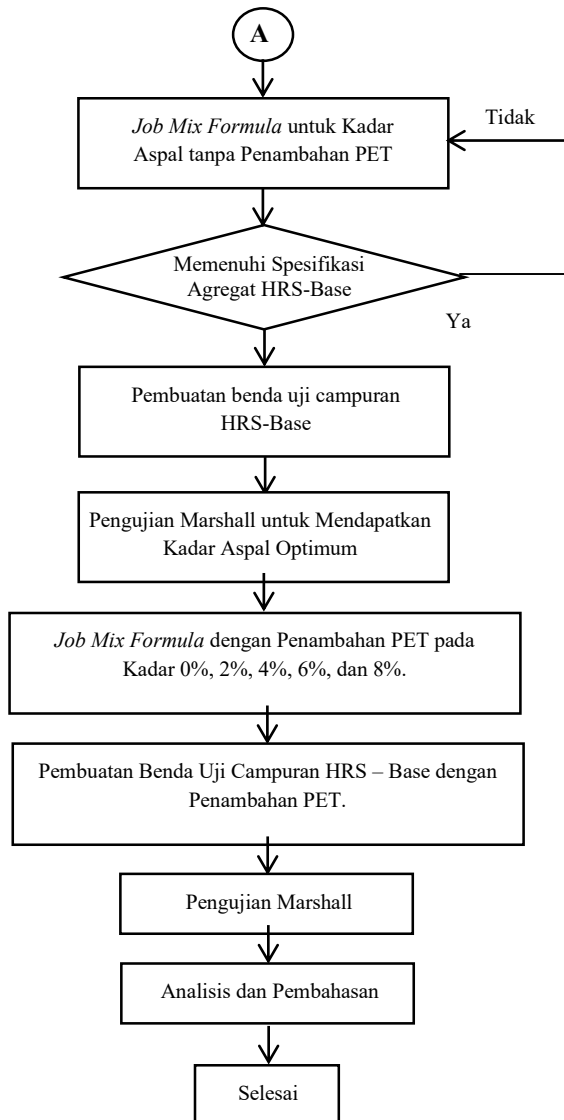 A
Job Mix Formula untuk Kadar
Aspal tanpa Penambahan PET
Tidak
Memenuhi Spesifikasi
Agregat HRS-Base
Ya
Pembuatan benda uji campuran
HRS-Base
Pengujian Marshall untuk Mendapatkan
Kadar Aspal Optimum
Job Mix Formula dengan Penambahan PET pada
Kadar 0%, 2%, 4%, 6%, dan 8%.
Pembuatan Benda Uji Campuran HRS – Base dengan
Penambahan PET.
Pengujian Marshall
Analisis dan Pembahasan
Selesai